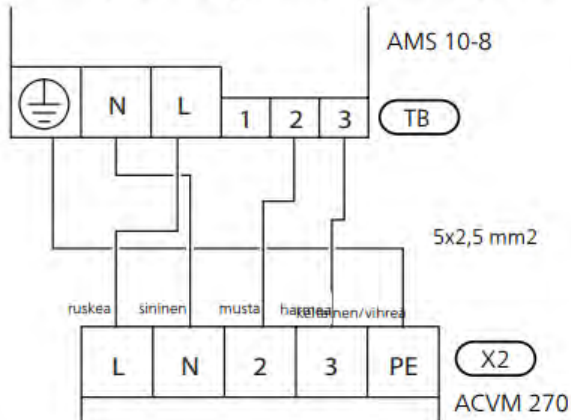 AMS 10-8
N L 1 2 3 TB
5x2,5 mm2
ruskea sininen musta harmaa keltainen/vihreä
L N 2 3 PE X2
ACVM 270